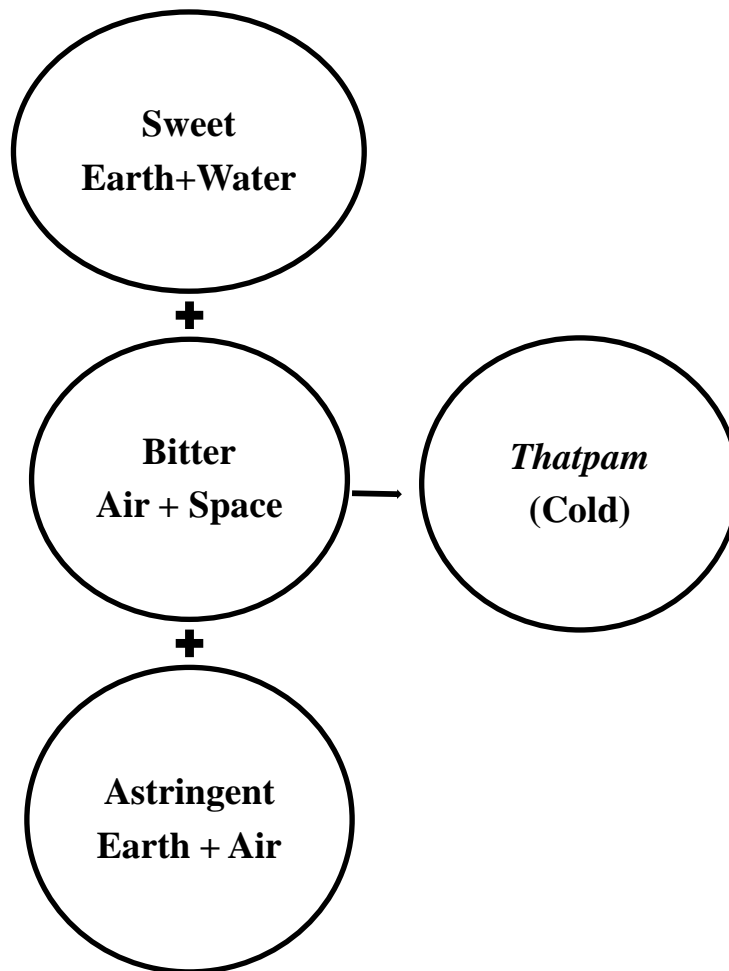 Sweet
Earth+Water
+
Bitter
Air + Space
Thatpam
(Cold)
+
Astringent
Earth + Air